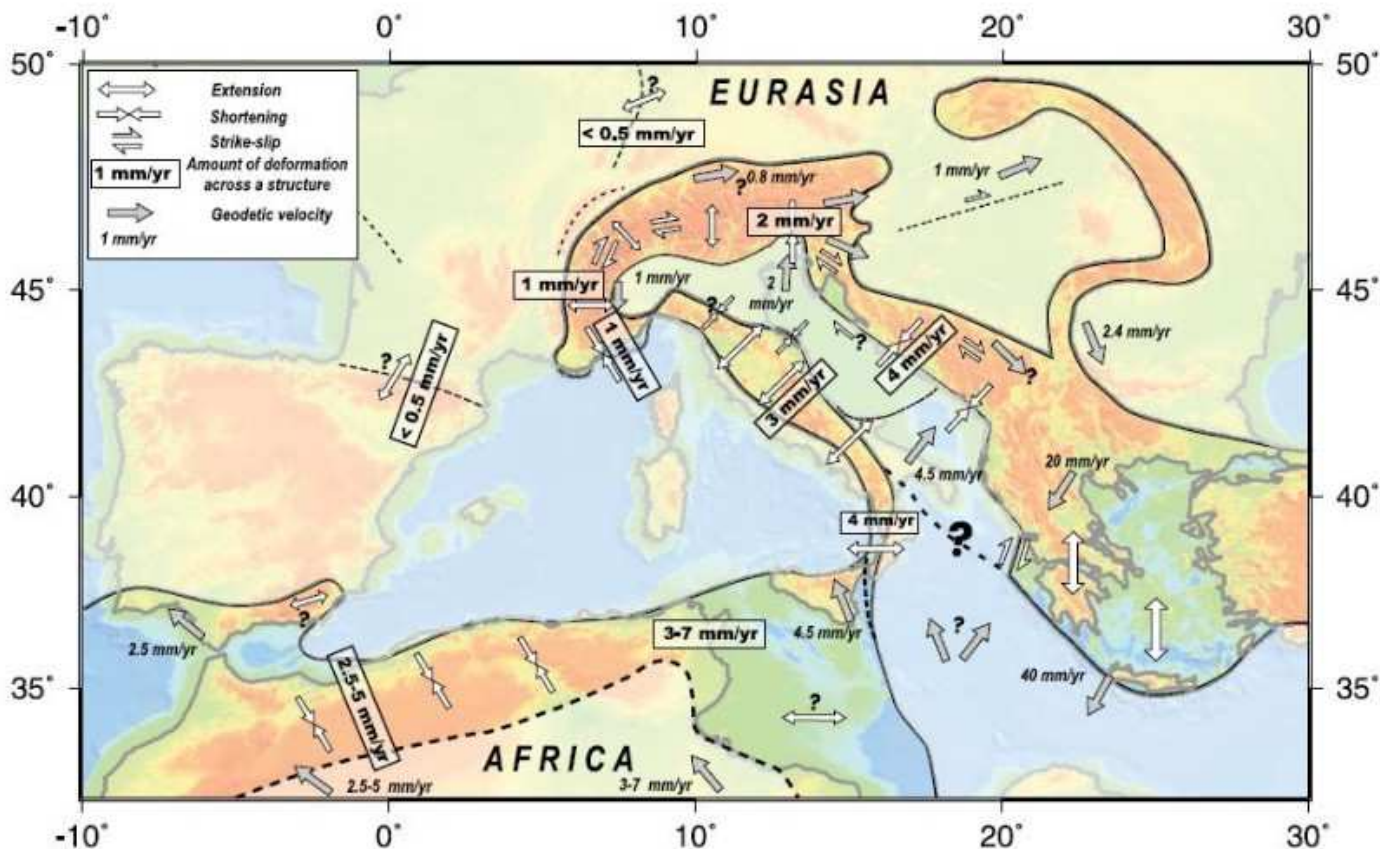 -10° 0° 10° 20° 30°
50° 50°
Extension
Shortening
Strike-slip
1 mm/yr Amount of deformation
across a structure
Geodetic velocity
1 mm/yr
EURASIA
?
< 0.5 mm/yr
?
0.8 mm/yr
1 mm/yr
2 mm/yr
45° 45°
1 mm/yr
1 mm/yr
2
mm/yr
?
?
2.4 mm/yr
1 mm/yr
4 mm/yr
?
?
< 0.5 mm/yr
3 mm/yr
4.5 mm/yr
20 mm/yr
40° 40°
4 mm/yr
?
?
2.5 mm/yr
3-7 mm/yr
4.5 mm/yr
?
40 mm/yr
35° 35°
2.5-5 mm/yr
?
AFRICA
2.5-5 mm/yr
3-7 mm/yr
-10° 0° 10° 20° 30°